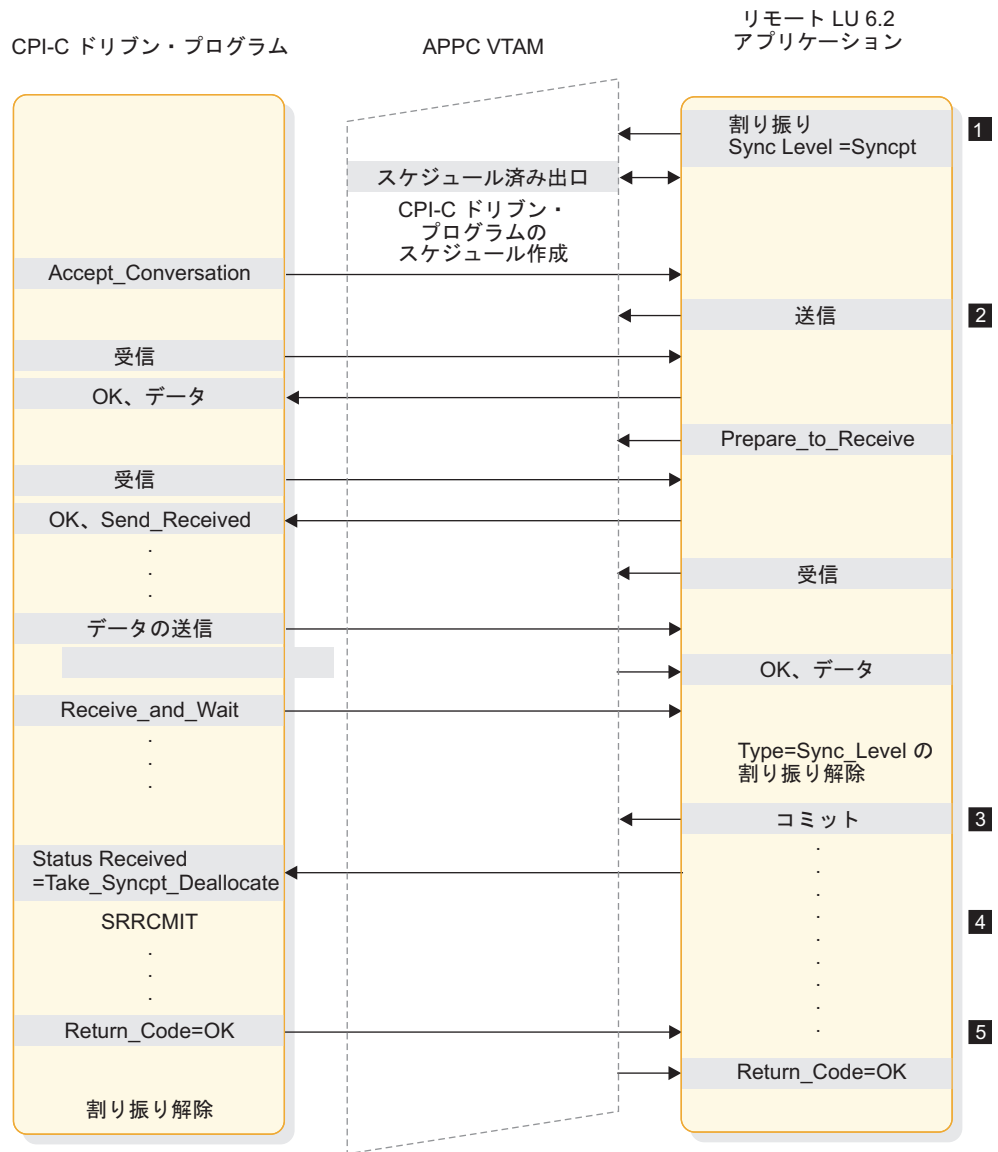 CPI-C ドリブン・プログラム
APPC VTAM
リモート LU 6.2
アプリケーション
割り振り
Sync Level =Syncpt
1
スケジュール済み出口
CPI-C ドリブン・
プログラムの
スケジュール作成
Accept_Conversation
送信
2
受信
OK、データ
Prepare_to_Receive
受信
OK、Send_Received
.
.
.
受信
データの送信
OK、データ
Receive_and_Wait
.
.
.
Type=Sync_Level の
割り振り解除
コミット
3
Status Received
=Take_Syncpt_Deallocate
SRRCMIT
4
.
.
.
.
.
.
.
.
.
.
.
Return_Code=OK
5
Return_Code=OK
割り振り解除